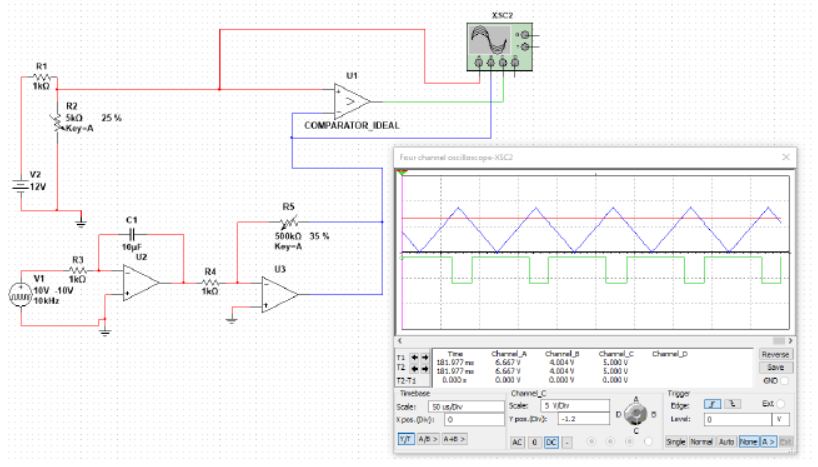 XSC2
R1
1kΩ
R2
5kΩ 25 %
Key=A
V2
12V
U1
COMPARATOR_IDEAL
C1
10µF
U2
R3
1kΩ
V1
10V -10V
10kHz
R4
1kΩ
R5
500kΩ 35 %
Key=A
U3
Four channel oscilloscope-XSC2
Time Channel_A Channel_B Channel_C Channel_D
T1 181.977 ms 6.667 V 4.004 V 5.000 V
T2 181.977 ms 6.667 V 4.004 V 5.000 V
T2-T1 0.000 s 0.000 V 0.000 V 0.000 V
Reverse
Save
GND
Timebase
Scale: 50 us/Div
X pos.(Div): 0
Y/T A/B > A+B >
Channel_C
Scale: 5 V/Div
Y pos.(Div): -1.2
AC 0 DC -
A
B
C
D
Trigger
Edge: Ext
Level: 0 V
Single Normal Auto None A > Ext